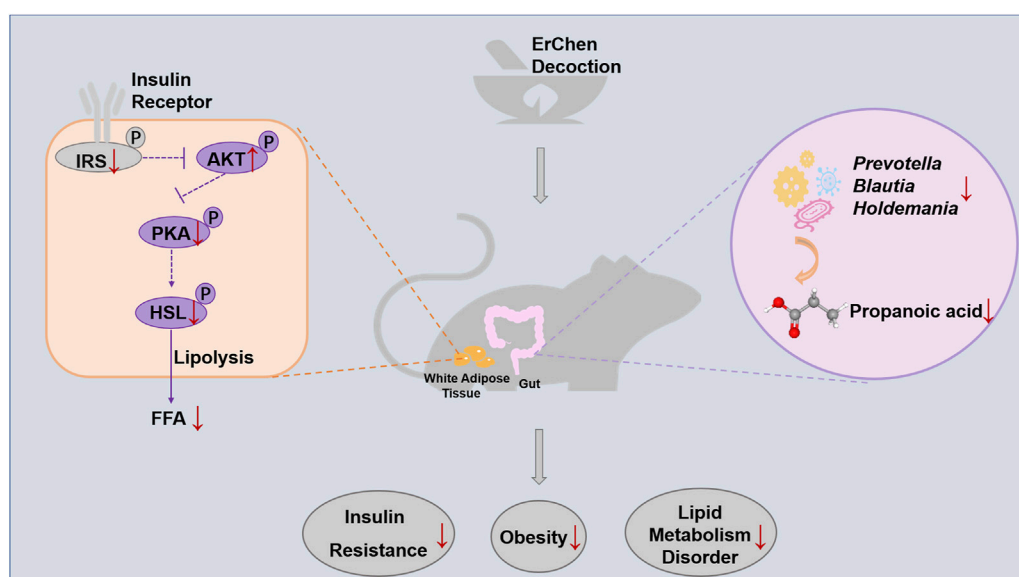 ErChen
Decoction
Insulin
Receptor
P
IRS
P
AKT
P
PKA
P
HSL
Lipolysis
FFA
White Adipose
Tissue
Gut
Prevotella
Blautia
Holdemania
Propanoic acid
Insulin
Resistance
Obesity
Lipid
Metabolism
Disorder